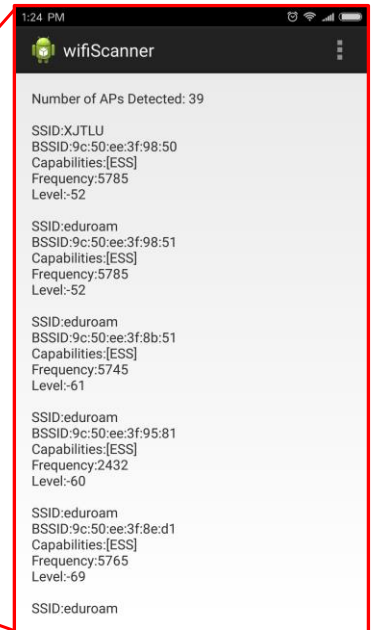 1:24 PM
wifiScanner
Number of APs Detected: 39
SSID:XJTLU
BSSID:9c:50:ee:3f:98:50
Capabilities:[ESS]
Frequency:5785
Level:-52
SSID:eduroam
BSSID:9c:50:ee:3f:98:51
Capabilities:[ESS]
Frequency:5785
Level:-52
SSID:eduroam
BSSID:9c:50:ee:3f:8b:51
Capabilities:[ESS]
Frequency:5745
Level:-61
SSID:eduroam
BSSID:9c:50:ee:3f:95:81
Capabilities:[ESS]
Frequency:2432
Level:-60
SSID:eduroam
BSSID:9c:50:ee:3f:8e:d1
Capabilities:[ESS]
Frequency:5765
Level:-69
SSID:eduroam